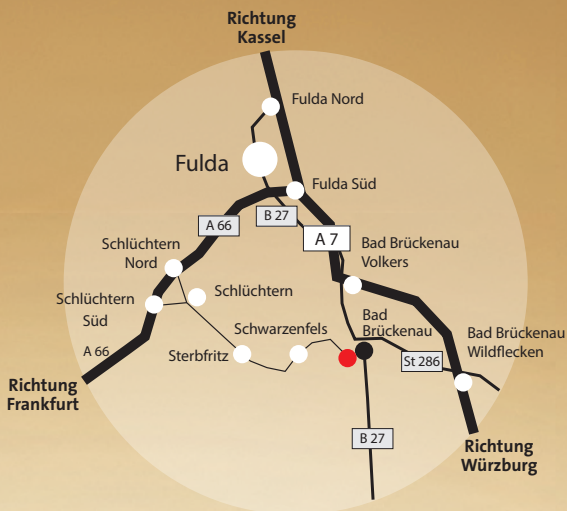 Richtung
Kassel
Fulda Nord
Fulda
Fulda Süd
A 66
B 27
A 7
Bad Brückenau
Volkers
Schlüchtern
Nord
Schlüchtern
Schlüchtern
Süd
Schwarzenfels
Bad
Brückenau
Bad Brückenau
Wildflecken
Sterbfritz
A 66
St 286
Richtung
Frankfurt
B 27
Richtung
Würzburg